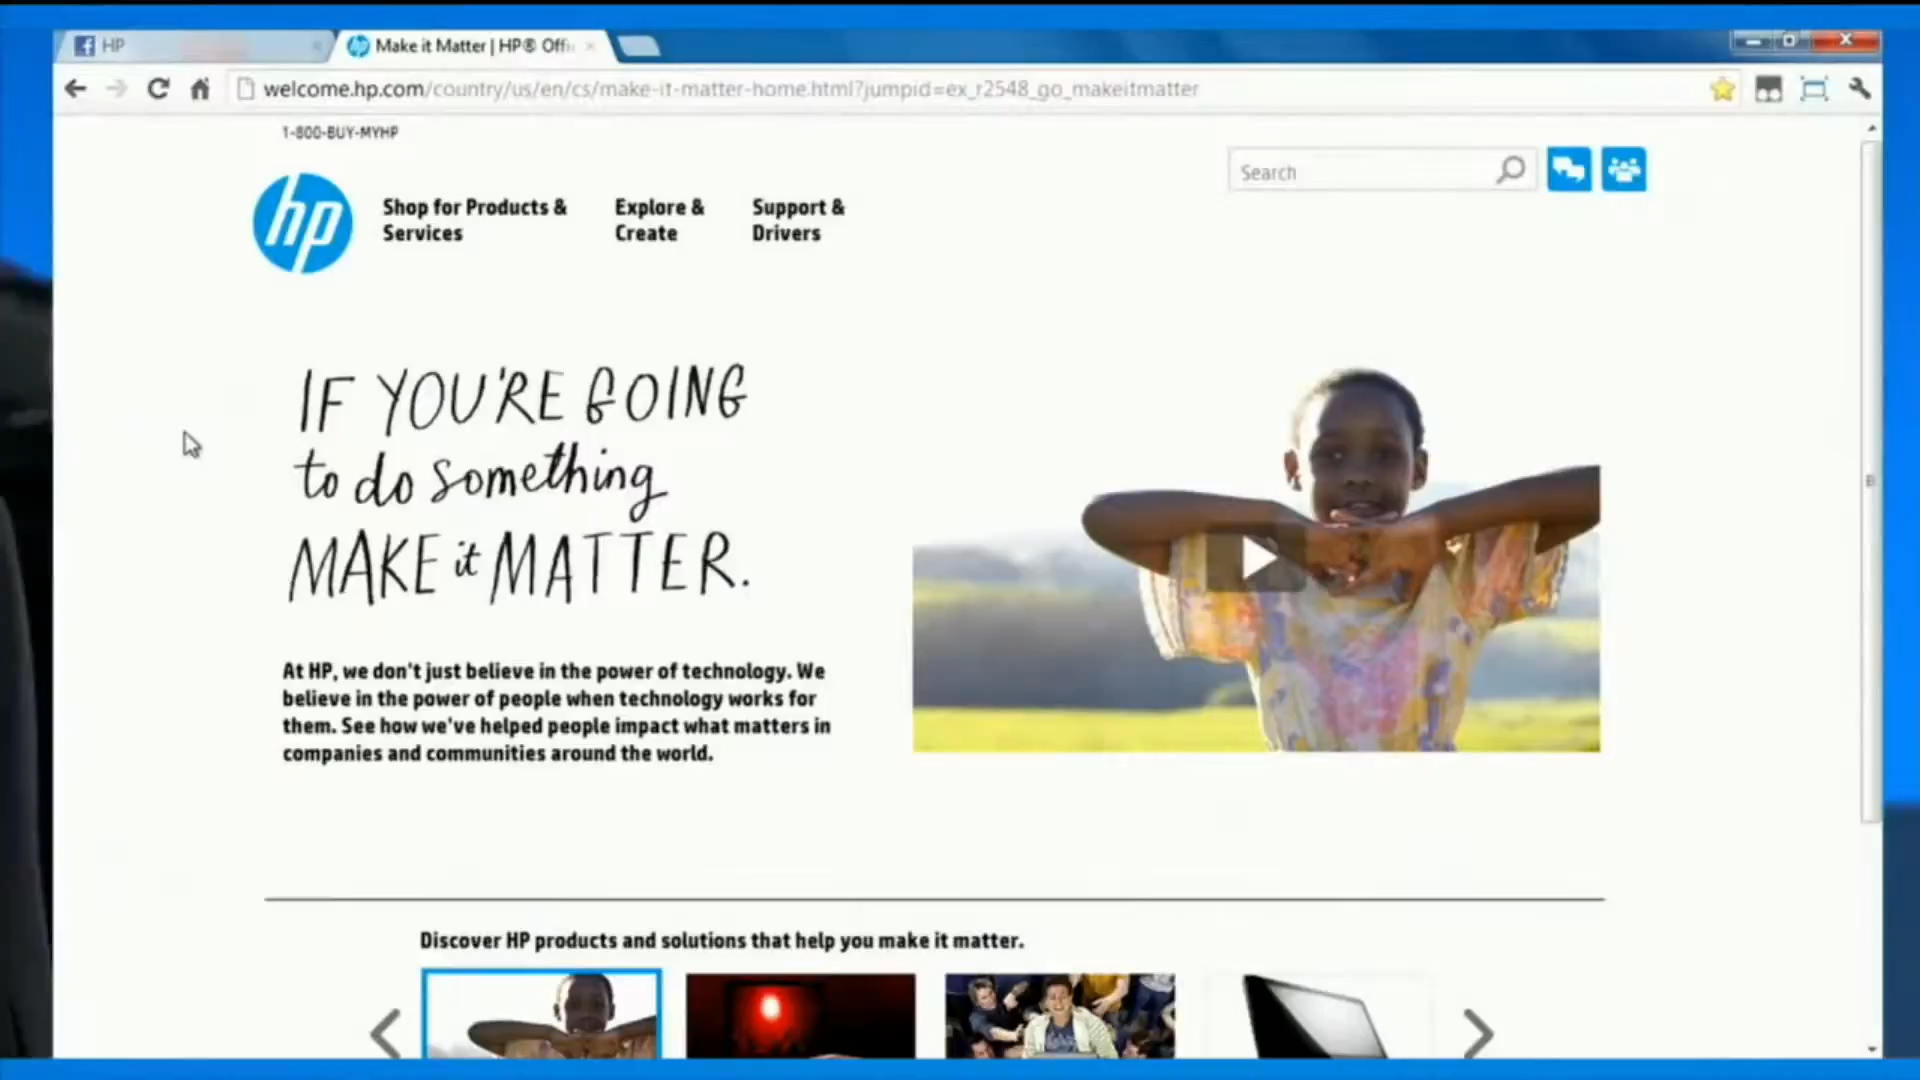 HP
Make it Matter | HP® Offi
welcome.hp.com/country/us/en/cs/make-it-matter-home.html?jumpid=ex_r2548_go_makeitmatter
1-800-BUY-MYHP
Search
hp
Shop for Products &
Services
Explore &
Create
Support &
Drivers
IF YOU'RE GOING
to do something
MAKE it MATTER.
At HP, we don't just believe in the power of technology. We
believe in the power of people when technology works for
them. See how we've helped people impact what matters in
companies and communities around the world.
Discover HP products and solutions that help you make it matter.